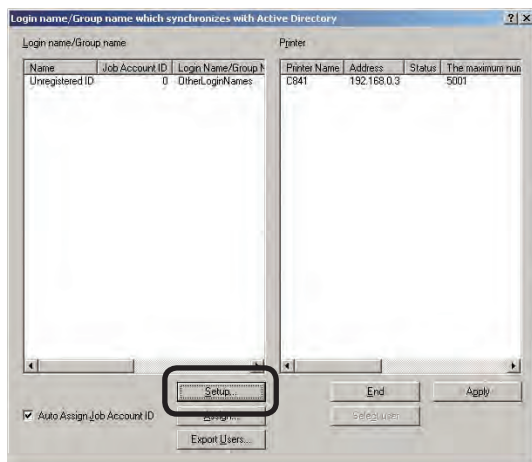 Login name/Group name which synchronizes with Active Directory
Login name/Group name
Printer
Name Job Account ID Login Name/Group N
Unregistered ID 0 OtherLoginNames
Printer Name Address Status The maximum num
C841 192.168.0.3 5001
Setup...
End
Apply
Auto Assign Job Account ID
Assign...
Select user...
Export Users...